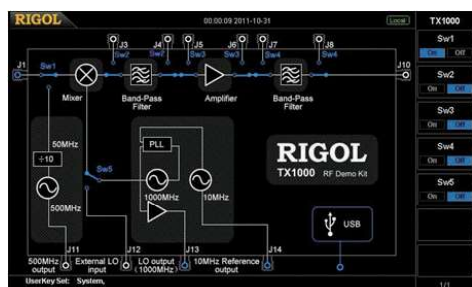 RIGOL
00:00:09 2011-10-31
Local
TX1000
J1
Sw1
J3
Sw2
J4
Sw2
J5
Sw3
J6
Sw3
J7
Sw4
J8
Sw4
J10
Mixer
Band-Pass
Filter
Amplifier
Band-Pass
Filter
50MHz
÷10
500MHz
Sw5
PLL
1000MHz
10MHz
RIGOL
TX1000 RF Demo Kit
USB
J11
J12
J13
J14
500MHz
output
External LO
input
LO output
(1000MHz)
10MHz Reference
output
UserKey Set: System,
Sw1
On Off
Sw2
On Off
Sw3
On Off
Sw4
On Off
Sw5
On Off
1/1